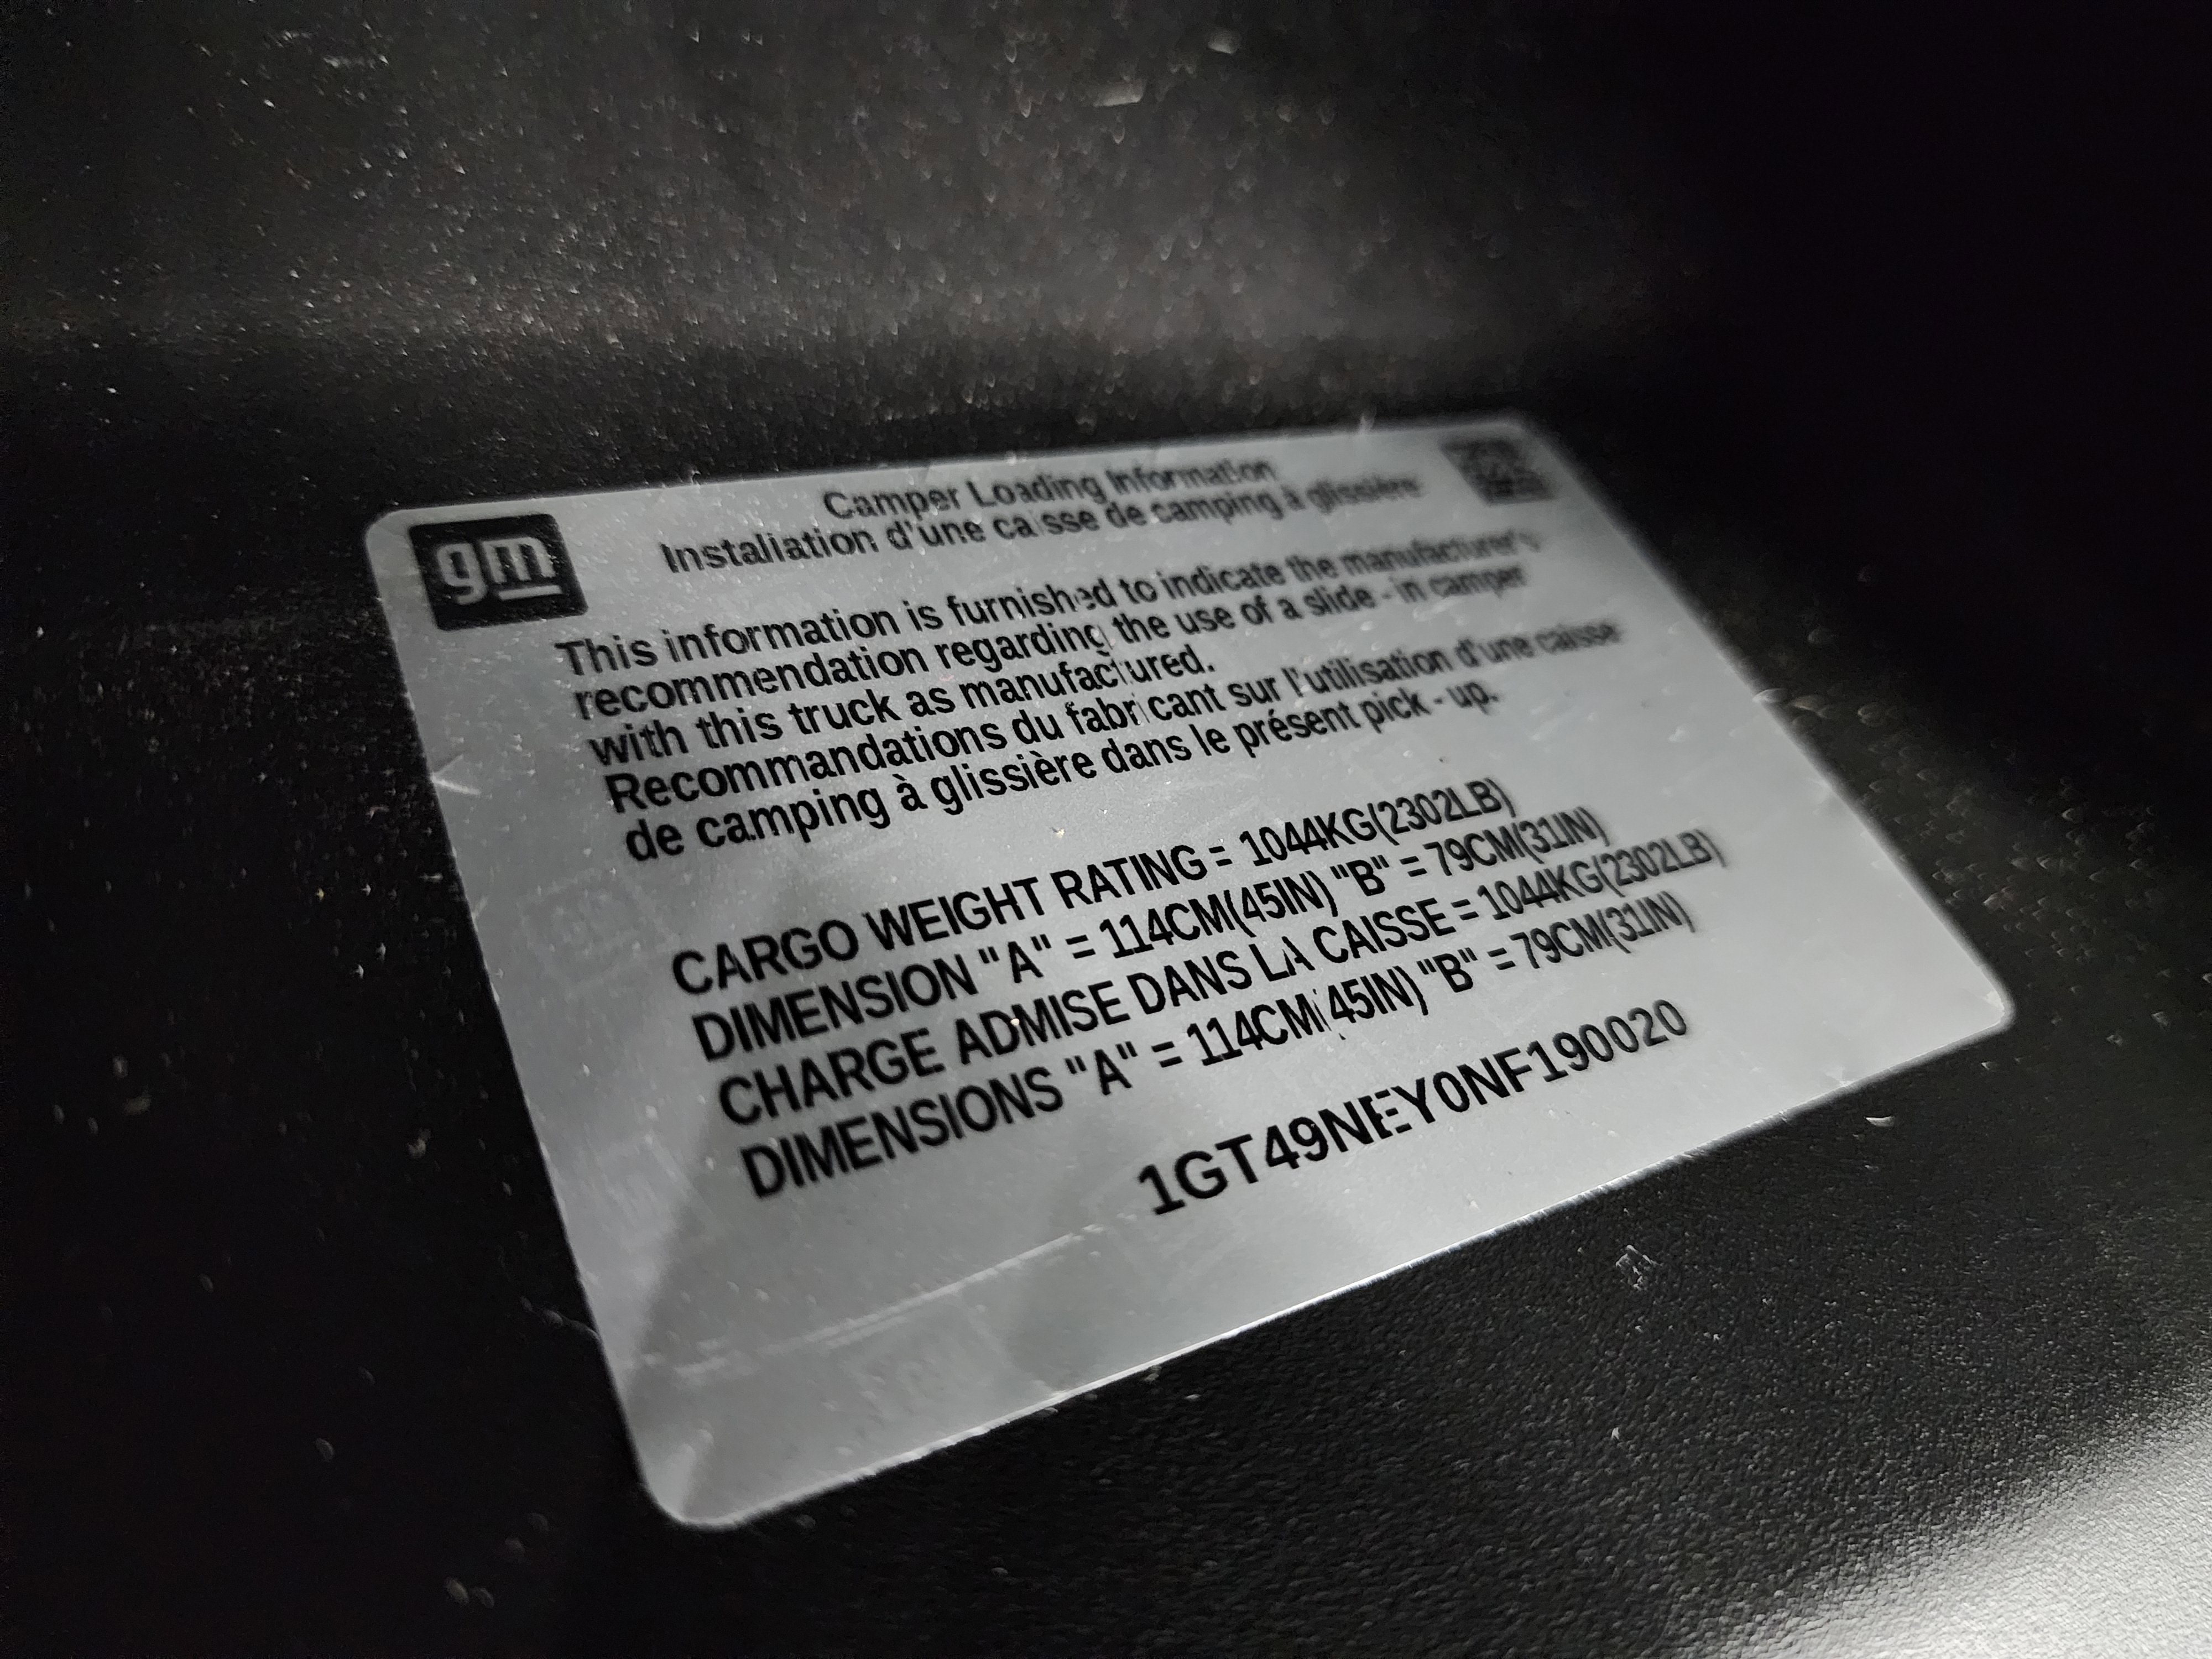 gm
Camper Loading Information
Installation d'une caisse de camping à glissière
This information is furnished to indicate the manufacturer's
recommendation regarding the use of a slide - in camper
with this truck as manufactured.
Recommandations du fabricant sur l'utilisation d'une caisse
de camping à glissière dans le présent pick - up.
CARGO WEIGHT RATING = 1044KG(2302LB)
DIMENSION "A" = 114CM(45IN) "B" = 79CM(31IN)
CHARGE ADMISE DANS LA CAISSE = 1044KG(2302LB)
DIMENSIONS "A" = 114CM(45IN) "B" = 79CM(31IN)
1GT49NEY0NF190020